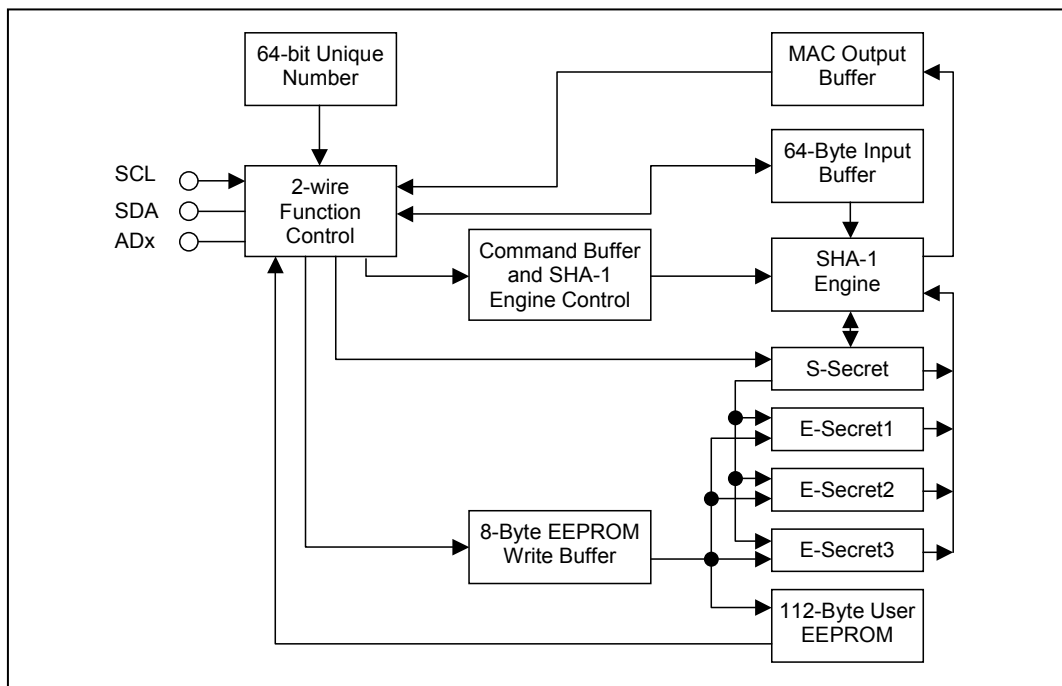 64-bit Unique
Number
MAC Output
Buffer
64-Byte Input
Buffer
SCL
SDA
ADx
2-wire
Function
Control
Command Buffer
and SHA-1
Engine Control
SHA-1
Engine
S-Secret
E-Secret1
E-Secret2
E-Secret3
8-Byte EEPROM
Write Buffer
112-Byte User
EEPROM